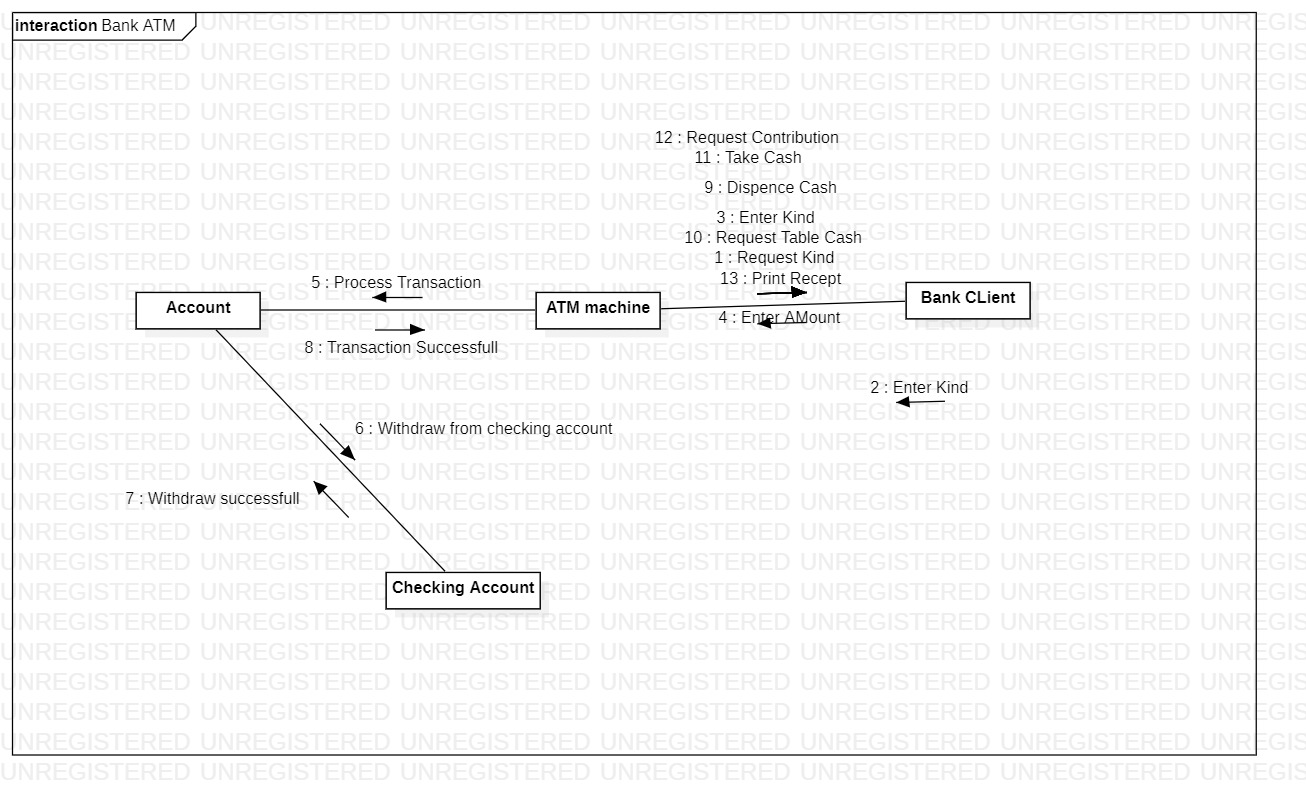 interaction Bank ATM
12 : Request Contribution
11 : Take Cash
9 : Dispence Cash
3 : Enter Kind
10 : Request Table Cash
1 : Request Kind
13 : Print Recept
5 : Process Transaction
Account
ATM machine
Bank CLient
4 : Enter AMount
8 : Transaction Successfull
2 : Enter Kind
6 : Withdraw from checking account
7 : Withdraw successfull
Checking Account
UNREGISTERED UNREGISTERED UNREGISTERED UNREGISTERED UNREGISTERED UNREGISTERED